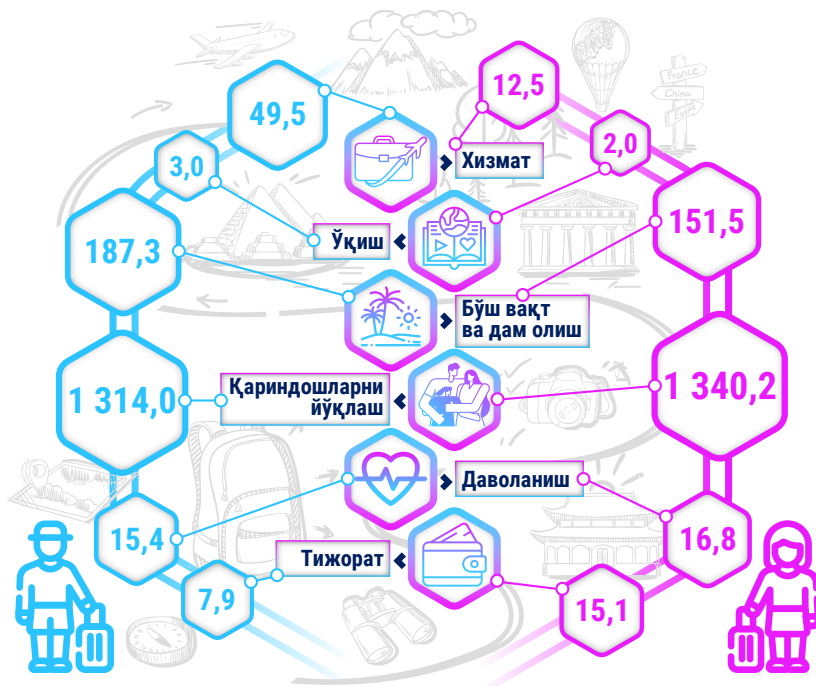 France
China
Egypt
49,5
12,5
Хизмат
3,0
2,0
Ўқиш
187,3
151,5
Бўш вақт
ва дам олиш
1 314,0
Қариндошларни
йўқлаш
1 340,2
15,4
Даволаниш
16,8
7,9
Тижорат
15,1